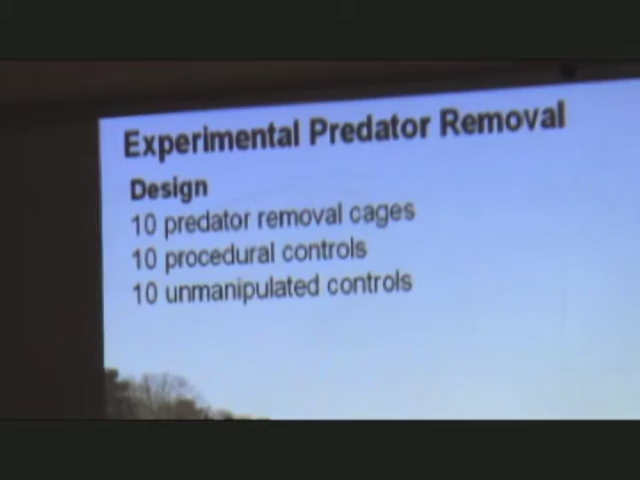 Experimental Predator Removal
Design
10 predator removal cages
10 procedural controls
10 unmanipulated controls